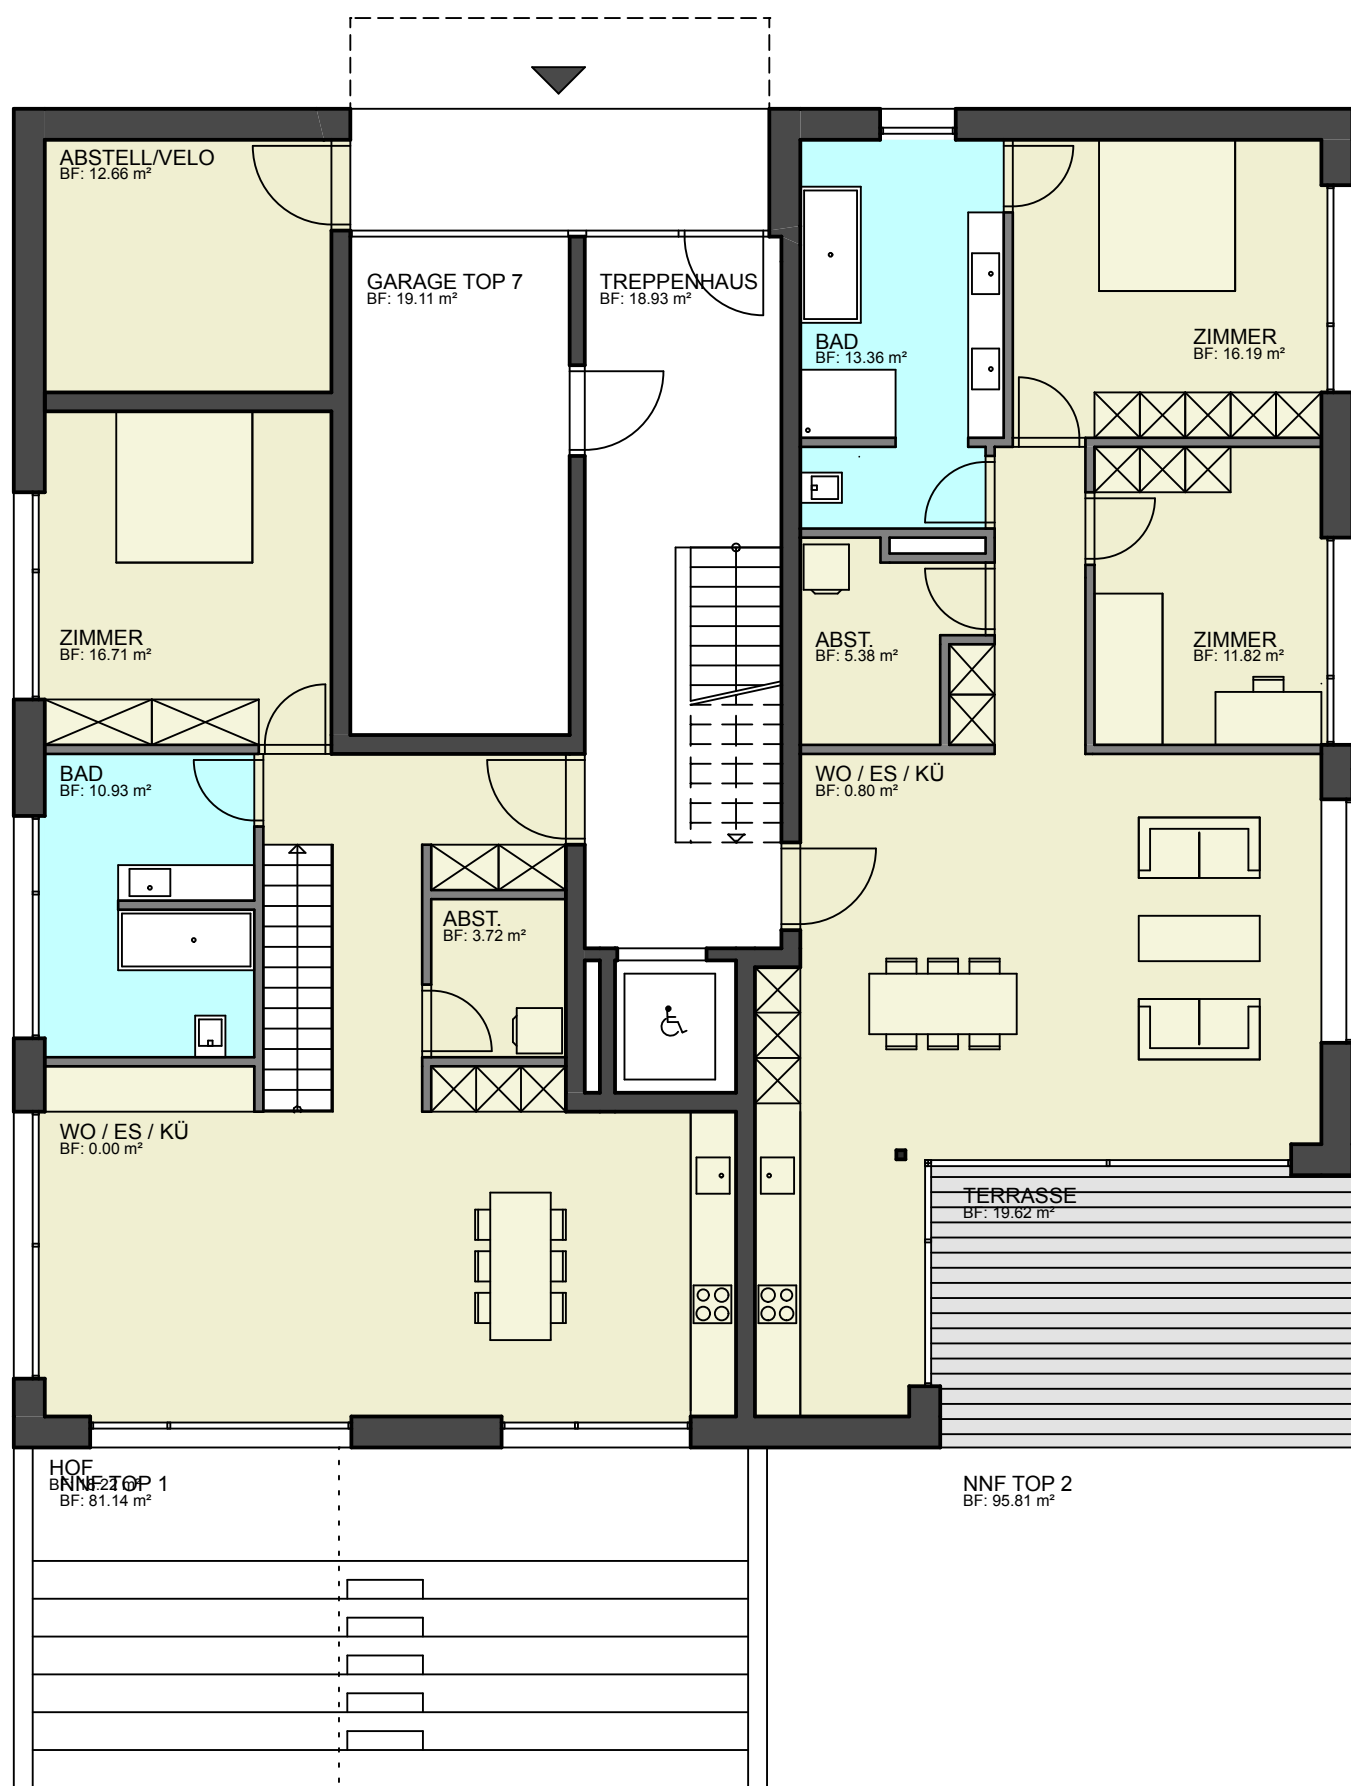 ABSTELL/VELO
BF: 12.66 m²
GARAGE TOP 7
BF: 19.11 m²
TREPPENHAUS
BF: 18.93 m²
BAD
BF: 13.36 m²
ZIMMER
BF: 16.19 m²
ZIMMER
BF: 16.71 m²
ABST.
BF: 5.38 m²
ZIMMER
BF: 11.82 m²
BAD
BF: 10.93 m²
WO / ES / KÜ
BF: 0.80 m²
ABST.
BF: 3.72 m²
WO / ES / KÜ
BF: 0.00 m²
TERRASSE
BF: 19.62 m²
HOF
NNF TOP 1
BF: 81.14 m²
NNF TOP 2
BF: 95.81 m²